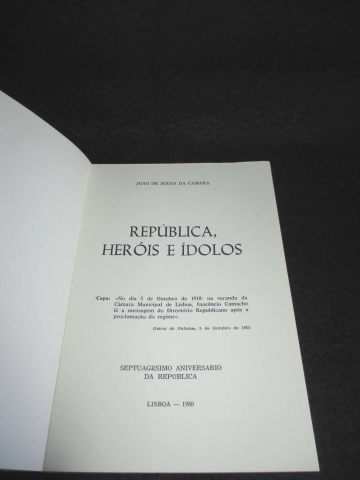 JOÃO DE SOUSA DA CÂMARA
REPÚBLICA,
HERÓIS E ÍDOLOS
Capa: «No dia 5 de Outubro de 1910: na varanda da
Câmara Municipal de Lisboa, Inocêncio Camacho
lê a mensagem do Directório Republicano após a
proclamação do regime».
Diário de Notícias, 5 de Outubro de
SEPTUAGÉSIMO ANIVERSÁRIO
DA REPÚBLICA
LISBOA — 1980